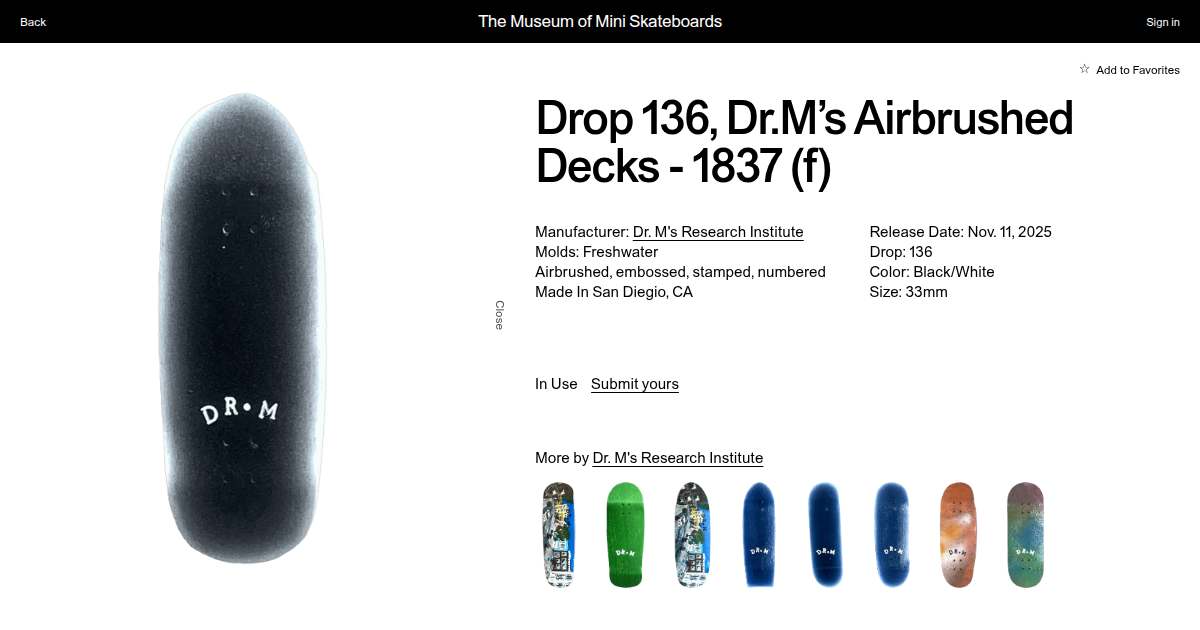 Back
The Museum of Mini Skateboards
Sign in
☆ Add to Favorites
Drop 136, Dr.M’s Airbrushed
Decks - 1837 (f)
Manufacturer: Dr. M's Research Institute
Molds: Freshwater
Airbrushed, embossed, stamped, numbered
Made In San Diegio, CA
Release Date: Nov. 11, 2025
Drop: 136
Color: Black/White
Size: 33mm
Close
DR•M
In Use Submit yours
More by Dr. M's Research Institute
DR•M
DR•M
DR•M
DR•M
DR•M
DR•M